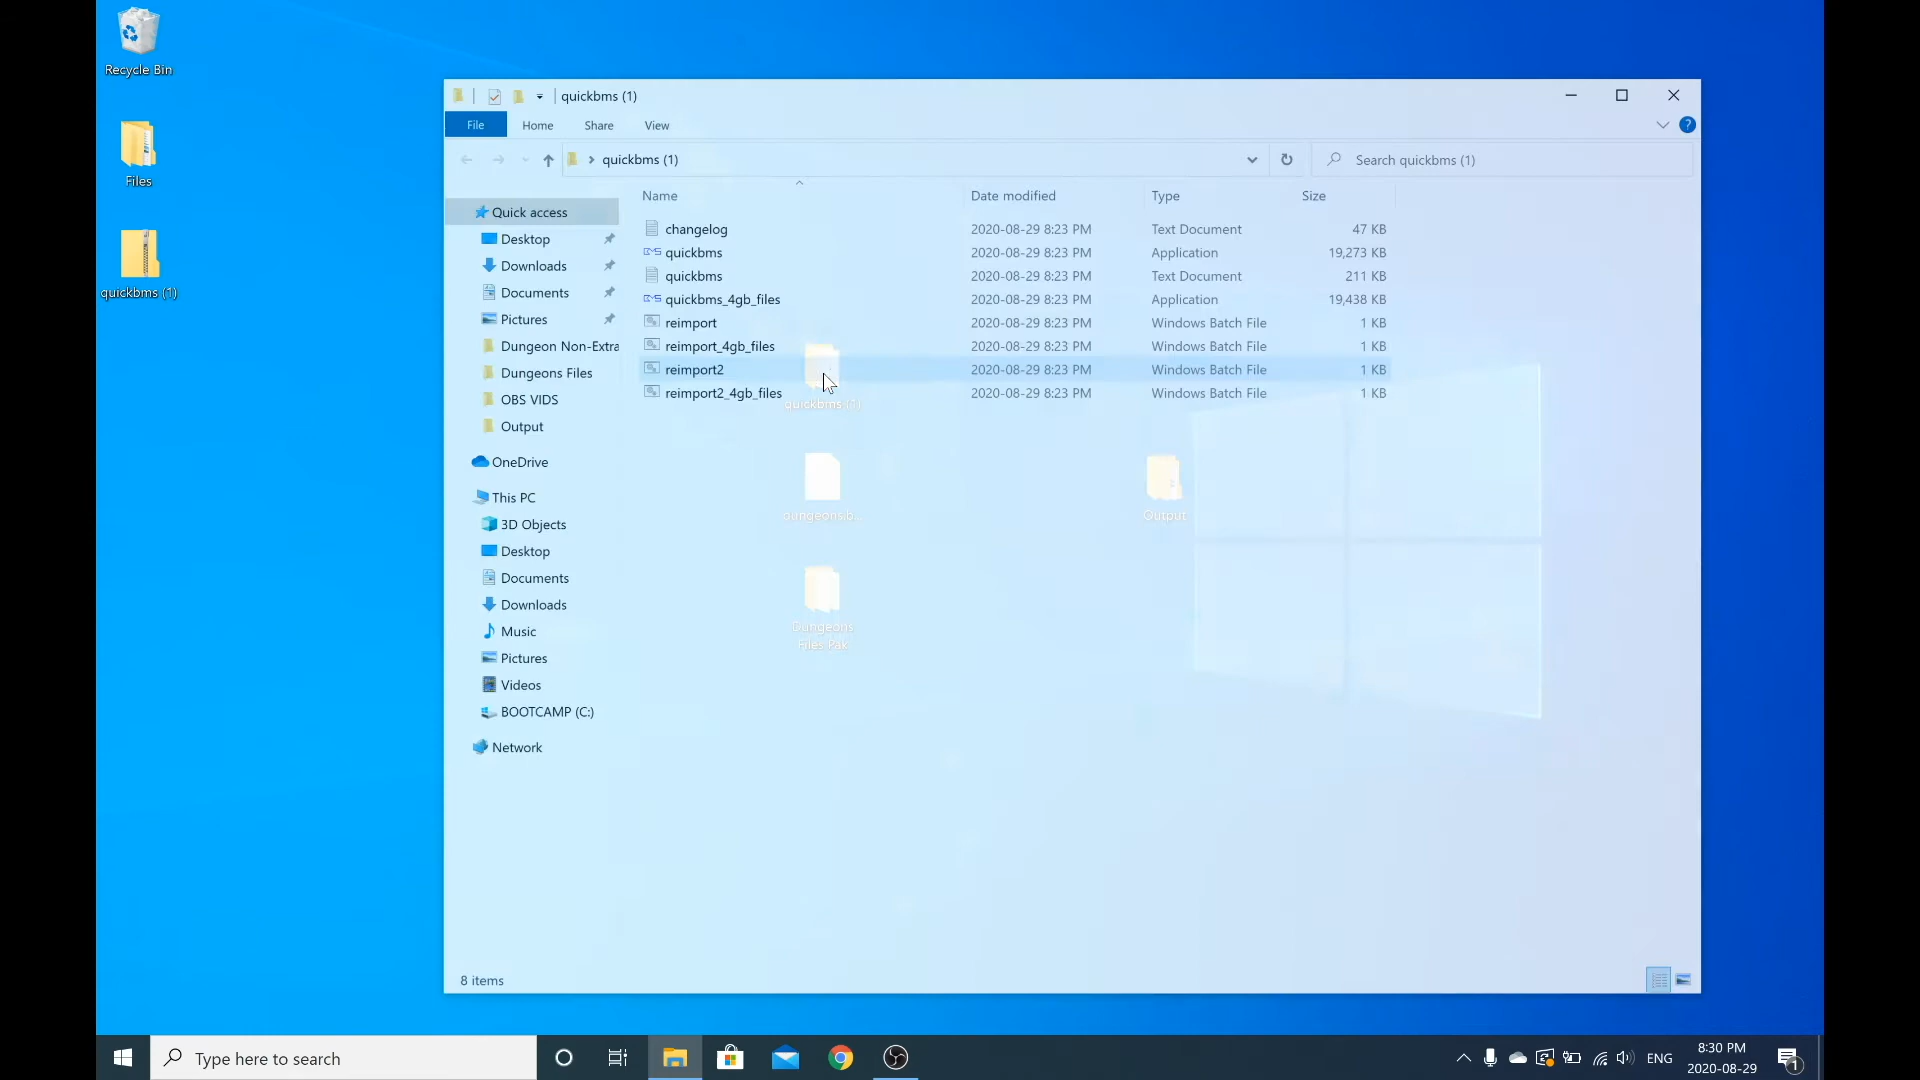 Recycle Bin
Files
quickbms (1)
quickbms (1)
File
Home
Share
View
?
quickbms (1)
Search quickbms (1)
Name
Date modified
Type
Size
changelog 2020-08-29 8:23 PM Text Document 47 KB
quickbms 2020-08-29 8:23 PM Application 19,273 KB
quickbms 2020-08-29 8:23 PM Text Document 211 KB
quickbms_4gb_files 2020-08-29 8:23 PM Application 19,438 KB
reimport 2020-08-29 8:23 PM Windows Batch File 1 KB
reimport_4gb_files 2020-08-29 8:23 PM Windows Batch File 1 KB
reimport2 2020-08-29 8:23 PM Windows Batch File 1 KB
reimport2_4gb_files 2020-08-29 8:23 PM Windows Batch File 1 KB
Quick access
Desktop
Downloads
Documents
Pictures
Dungeon Non-Extra
Dungeons Files
OBS VIDS
Output
OneDrive
This PC
3D Objects
Desktop
Documents
Downloads
Music
Pictures
Videos
BOOTCAMP (C:)
Network
quickbms (1)
dungeons.b...
Output
Dungeons
Files Pak
8 items
Type here to search
ENG
8:30 PM
2020-08-29
1